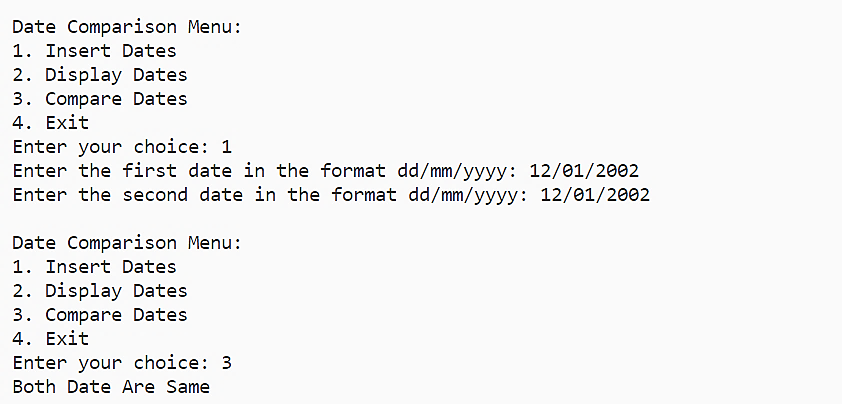 Date Comparison Menu:
1. Insert Dates
2. Display Dates
3. Compare Dates
4. Exit
Enter your choice: 1
Enter the first date in the format dd/mm/yyyy: 12/01/2002
Enter the second date in the format dd/mm/yyyy: 12/01/2002
Date Comparison Menu:
1. Insert Dates
2. Display Dates
3. Compare Dates
4. Exit
Enter your choice: 3
Both Date Are Same